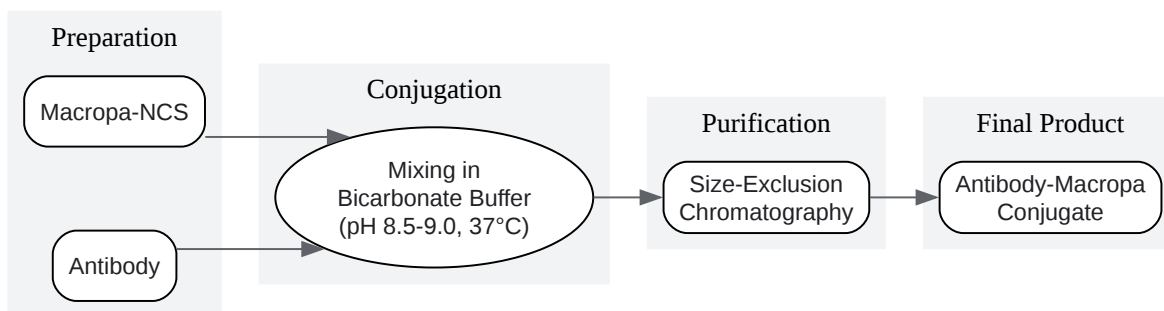 Preparation
Macropa-NCS
Antibody
Conjugation
Mixing in
Bicarbonate Buffer
(pH 8.5-9.0, 37°C)
Purification
Size-Exclusion
Chromatography
Final Product
Antibody-Macropa
Conjugate